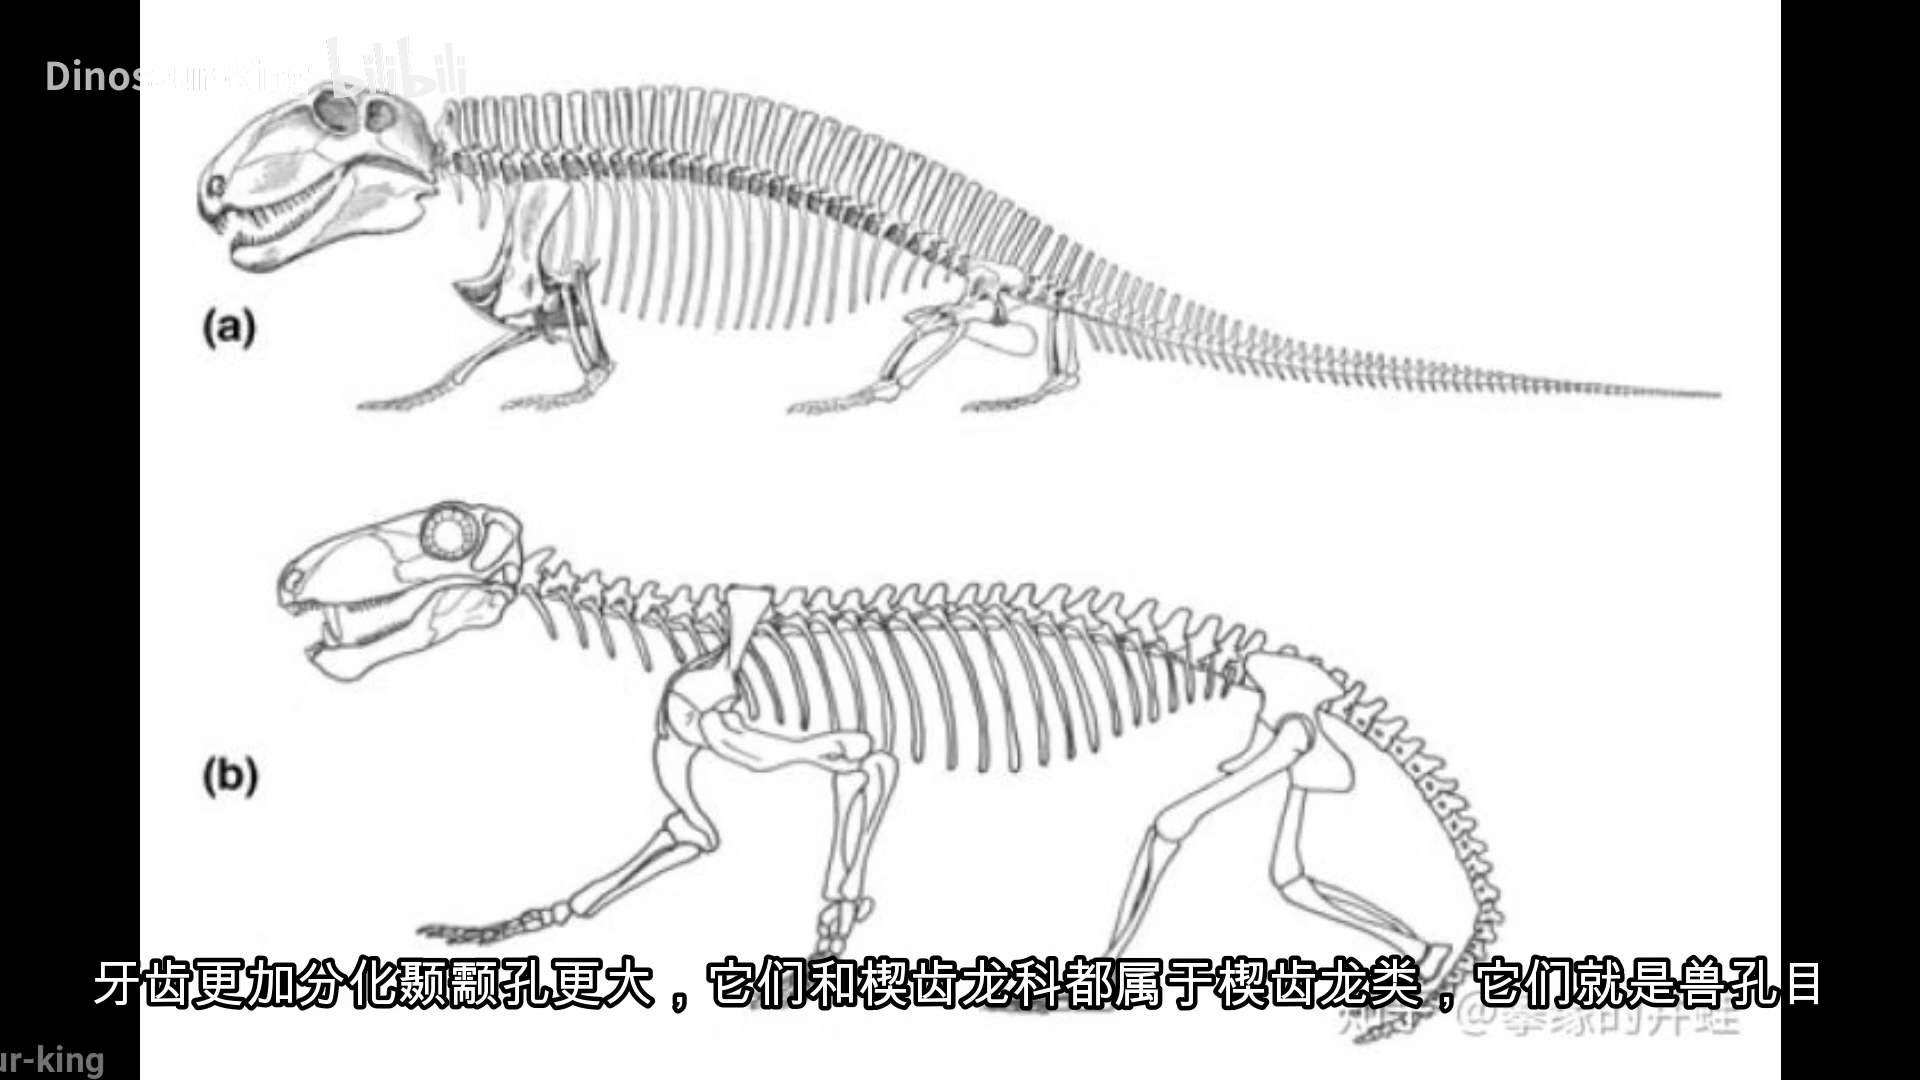 Dinosaur-king bilibili
(a)
(b)
牙齿更加分化颞颥孔更大，它们和楔齿龙科都属于楔齿龙类，它们就是兽孔目
ur-king